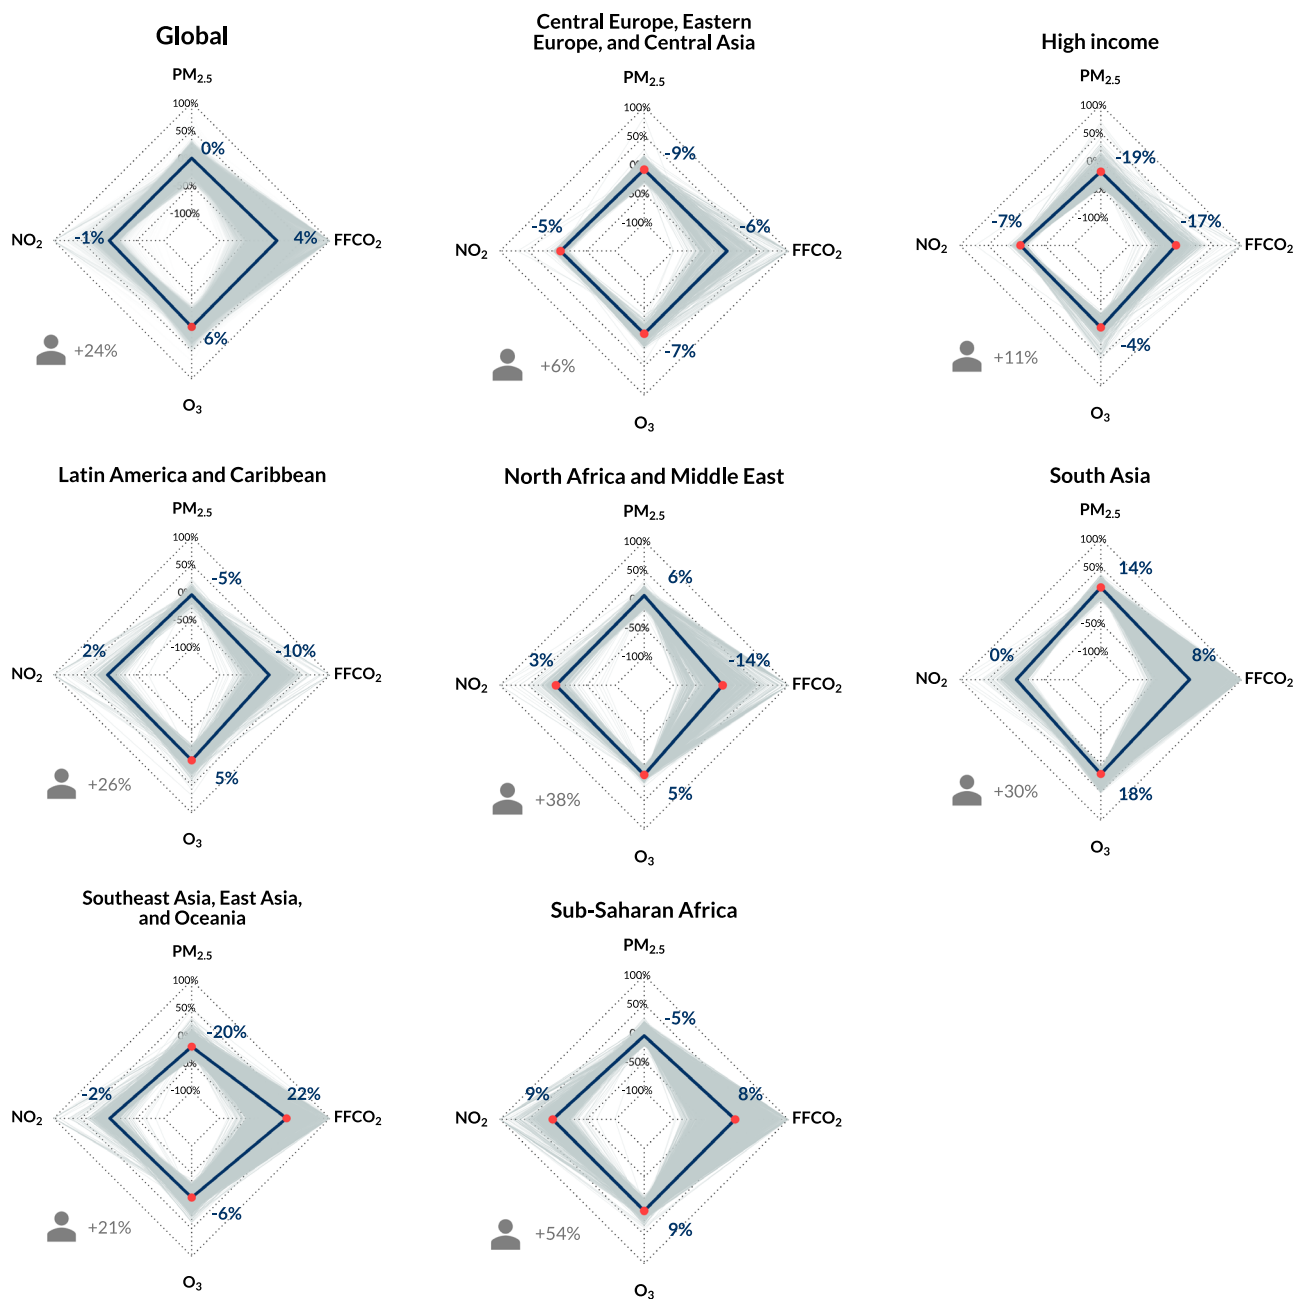 Global
PM2.5
100%
50%
0%
50%
-100%
NO2
-1%
4%
FFCO2
6%
+24%
O3
Central Europe, Eastern
Europe, and Central Asia
PM2.5
100%
50%
-9%
50%
-100%
-5%
-6%
NO2
FFCO2
-7%
+6%
O3
High income
PM2.5
100%
50%
-19%
-100%
-7%
-17%
NO2
FFCO2
-4%
+11%
O3
Latin America and Caribbean
PM2.5
100%
50%
-5%
-50%
-100%
2%
-10%
NO2
FFCO2
5%
+26%
O3
North Africa and Middle East
PM2.5
100%
50%
6%
-50%
-100%
3%
-14%
NO2
FFCO2
5%
+38%
O3
South Asia
PM2.5
100%
50%
14%
-50%
-100%
0%
8%
NO2
FFCO2
18%
+30%
O3
Southeast Asia, East Asia,
and Oceania
PM2.5
100%
50%
-20%
-100%
-2%
22%
NO2
FFCO2
-6%
+21%
O3
Sub-Saharan Africa
PM2.5
100%
50%
-5%
-50%
-100%
9%
8%
NO2
FFCO2
9%
+54%
O3